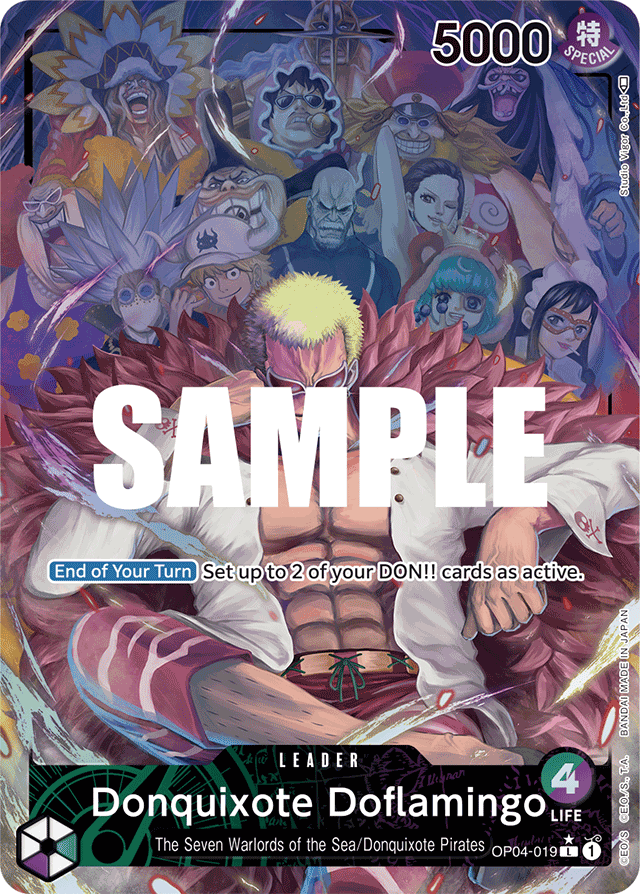 5000
特
SPECIAL
Studio Vigor Co.,Ltd
SAMPLE
End of Your Turn Set up to 2 of your DON!! cards as active.
BANDAI MADE IN JAPAN
©E/S ©E.O./S., T.A.
LEADER
4
Donquixote Doflamingo
LIFE
The Seven Warlords of the Sea/Donquixote Pirates
OP04-019 L 1